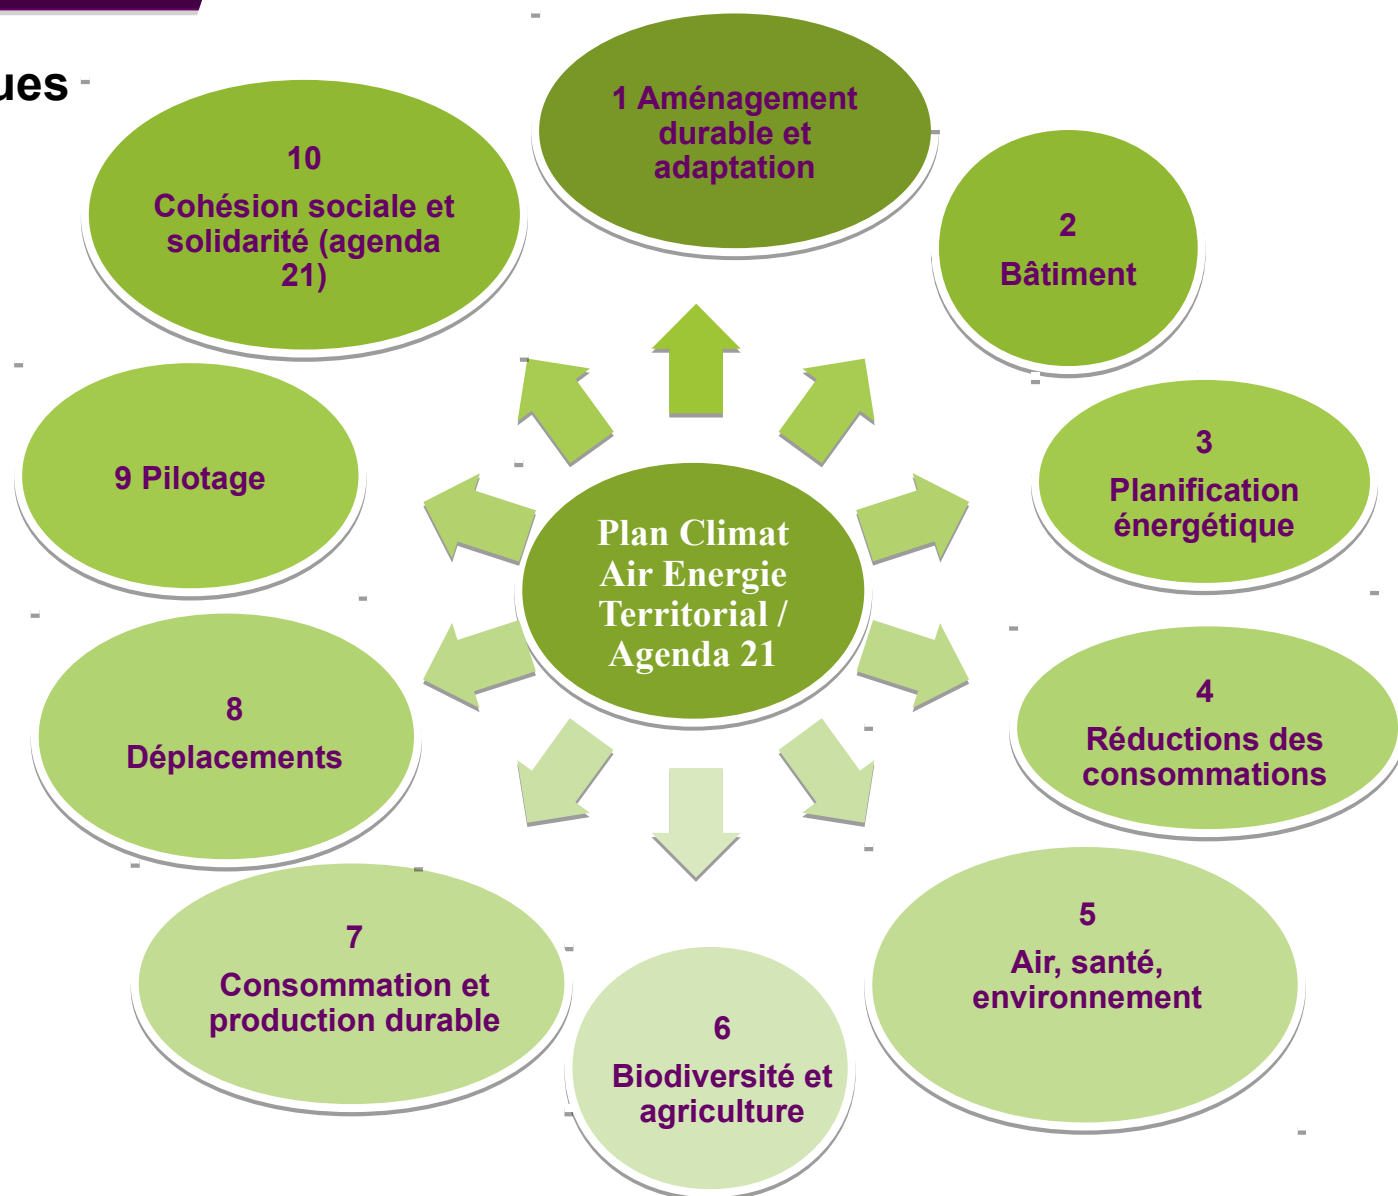 ues
1 Aménagement
durable et
adaptation
2
Bâtiment
3
Planification
énergétique
4
Réductions des
consommations
5
Air, santé,
environnement
6
Biodiversité et
agriculture
7
Consommation et
production durable
8
Déplacements
9 Pilotage
10
Cohésion sociale et
solidarité (agenda
21)
Plan Climat
Air Energie
Territorial /
Agenda 21